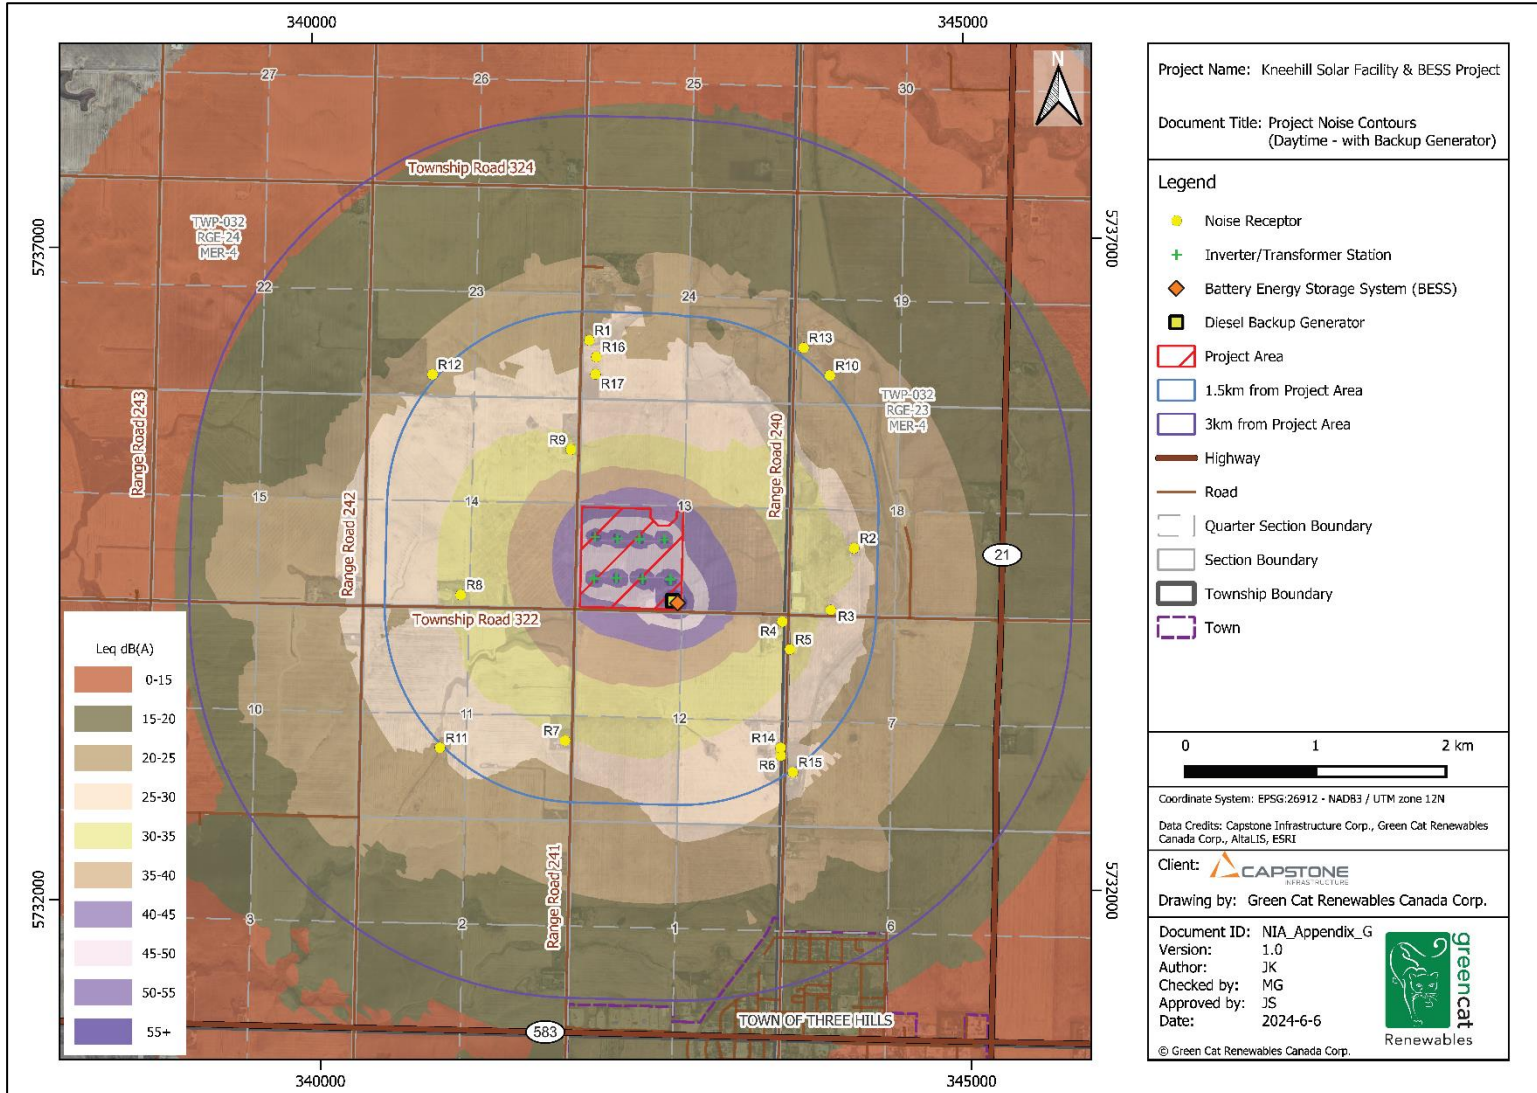 340000
345000
27
26
25
30
N
Township Road 324
TWP-032
RGE-24
MER-4
5737000
5737000
22
23
24
19
R1
R16
R17
R13
R10
R12
TWP-032
RGE-23
MER-4
Range Road 243
Range Road 242
Range Road 240
R9
15
14
13
18
R2
21
R8
Township Road 322
R3
R4
R5
10
11
12
7
R11
R7
R14
R6
R15
Range Road 241
5732000
5732000
3
2
1
6
TOWN OF THREE HILLS
583
340000
345000
Leq dB(A)
0-15
15-20
20-25
25-30
30-35
35-40
40-45
45-50
50-55
55+
Project Name: Kneehill Solar Facility & BESS Project
Document Title: Project Noise Contours
(Daytime - with Backup Generator)
Legend
Noise Receptor
Inverter/Transformer Station
Battery Energy Storage System (BESS)
Diesel Backup Generator
Project Area
1.5km from Project Area
3km from Project Area
Highway
Road
Quarter Section Boundary
Section Boundary
Township Boundary
Town
0 1 2 km
Coordinate System: EPSG:26912 - NAD83 / UTM zone 12N
Data Credits: Capstone Infrastructure Corp., Green Cat Renewables
Canada Corp., AltaLIS, ESRI
Client: CAPSTONE
INFRASTRUCTURE
Drawing by: Green Cat Renewables Canada Corp.
Document ID: NIA_Appendix_G
Version: 1.0
Author: JK
Checked by: MG
Approved by: JS
Date: 2024-6-6
© Green Cat Renewables Canada Corp.
greencat
Renewables